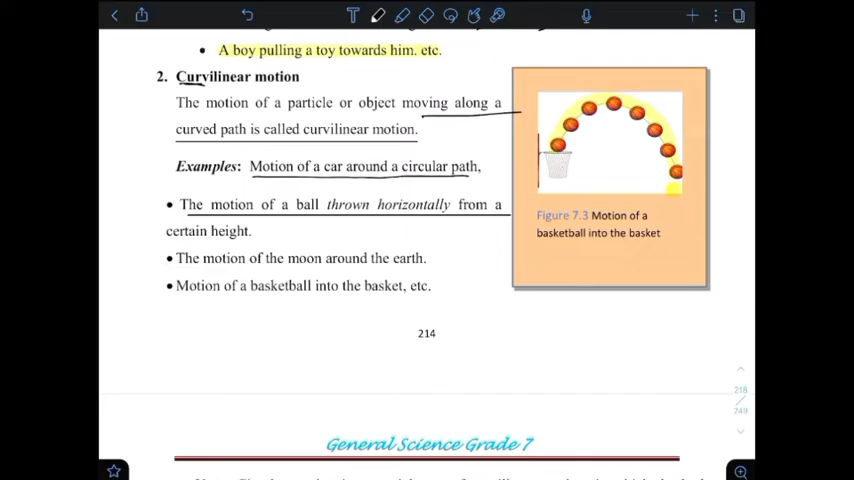 A boy pulling a toy towards him. etc.
2. Curvilinear motion
The motion of a particle or object moving along a
curved path is called curvilinear motion.
Examples: Motion of a car around a circular path,
• The motion of a ball thrown horizontally from a
certain height.
• The motion of the moon around the earth.
• Motion of a basketball into the basket, etc.
Figure 7.3 Motion of a
basketball into the basket
214
218
249
General Science Grade 7